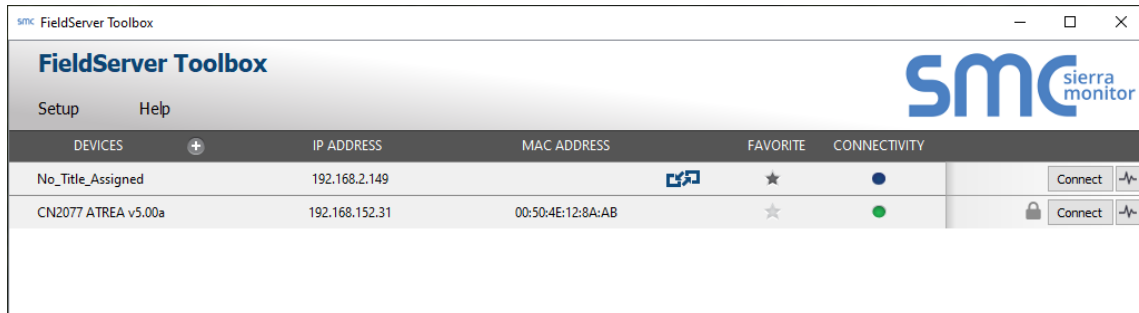 smc FieldServer Toolbox
FieldServer Toolbox
smc sierra monitor
Setup Help
DEVICES IP ADDRESS MAC ADDRESS FAVORITE CONNECTIVITY
No_Title_Assigned 192.168.2.149 Connect
CN2077 ATREA v5.00a 192.168.152.31 00:50:4E:12:8A:AB Connect